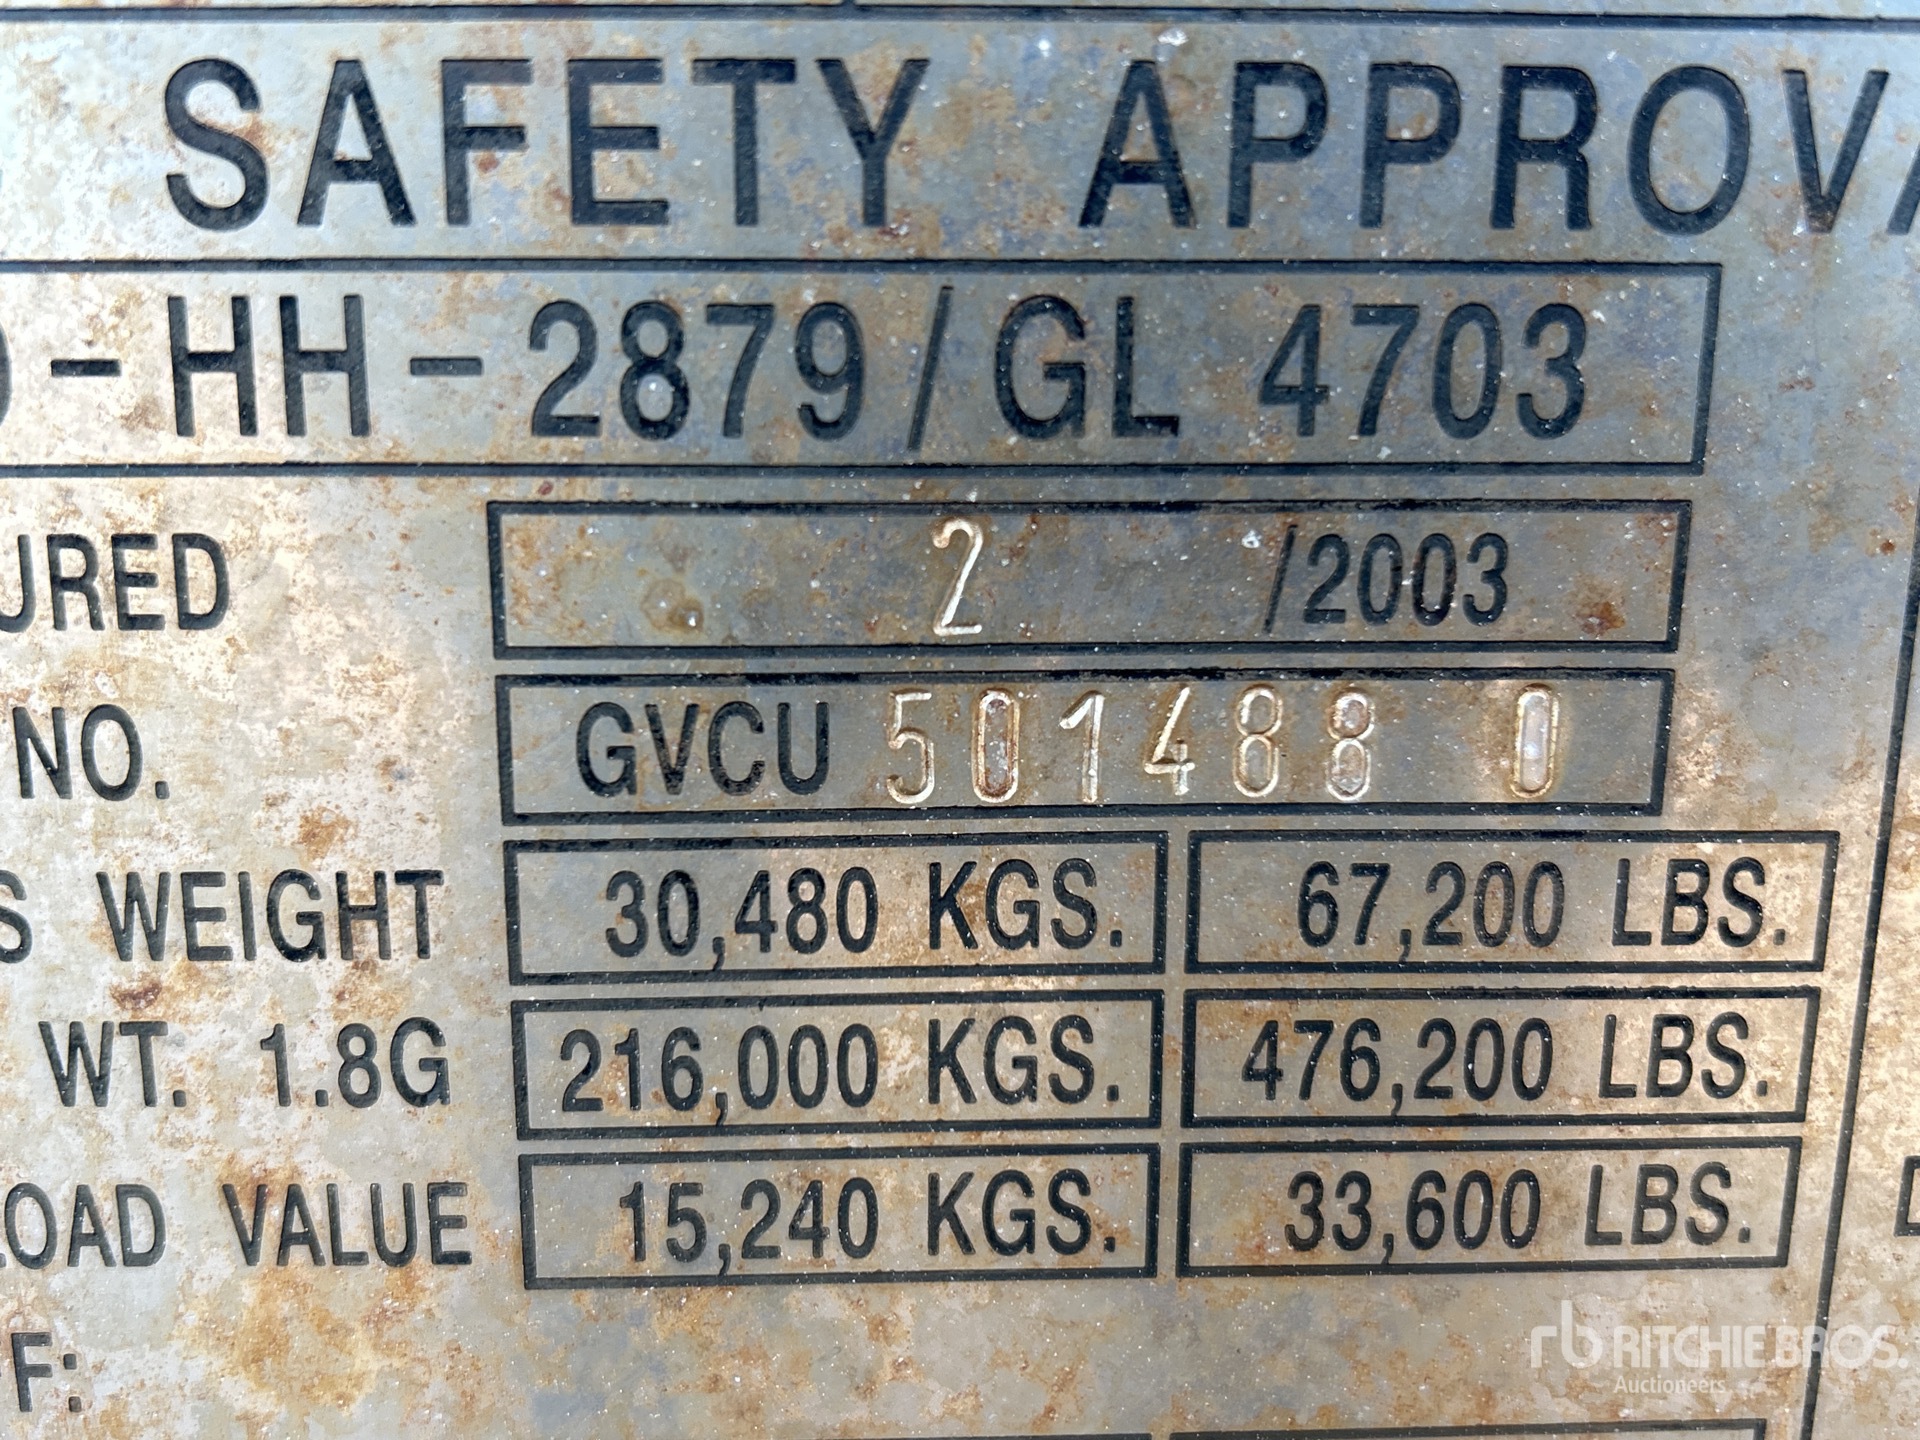 SAFETY APPROVA
D-HH-2879/GL 4703
URED 2 /2003
NO. GVCU 501488 0
S WEIGHT 30,480 KGS. 67,200 LBS.
WT. 1.8G 216,000 KGS. 476,200 LBS.
LOAD VALUE 15,240 KGS. 33,600 LBS.
F:
rb RITCHIE BROS.
Auctioneers